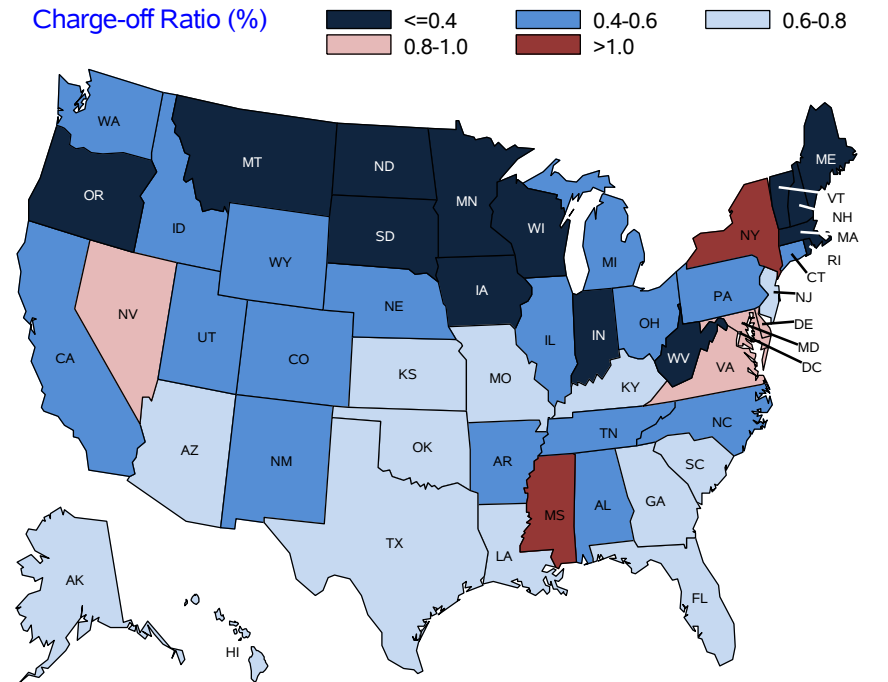 Charge-off Ratio (%)
<=0.4
0.4-0.6
0.6-0.8
0.8-1.0
>1.0
WA
MT
ND
MN
ME
OR
VT
ID
SD
WI
NH
MA
WY
MI
NY
RI
CT
IA
NE
PA
NJ
NV
UT
CO
IL
IN
OH
DE
MD
CA
KS
MO
WV
VA
DC
KY
AZ
NM
OK
AR
TN
NC
SC
TX
LA
MS
AL
GA
AK
HI
FL